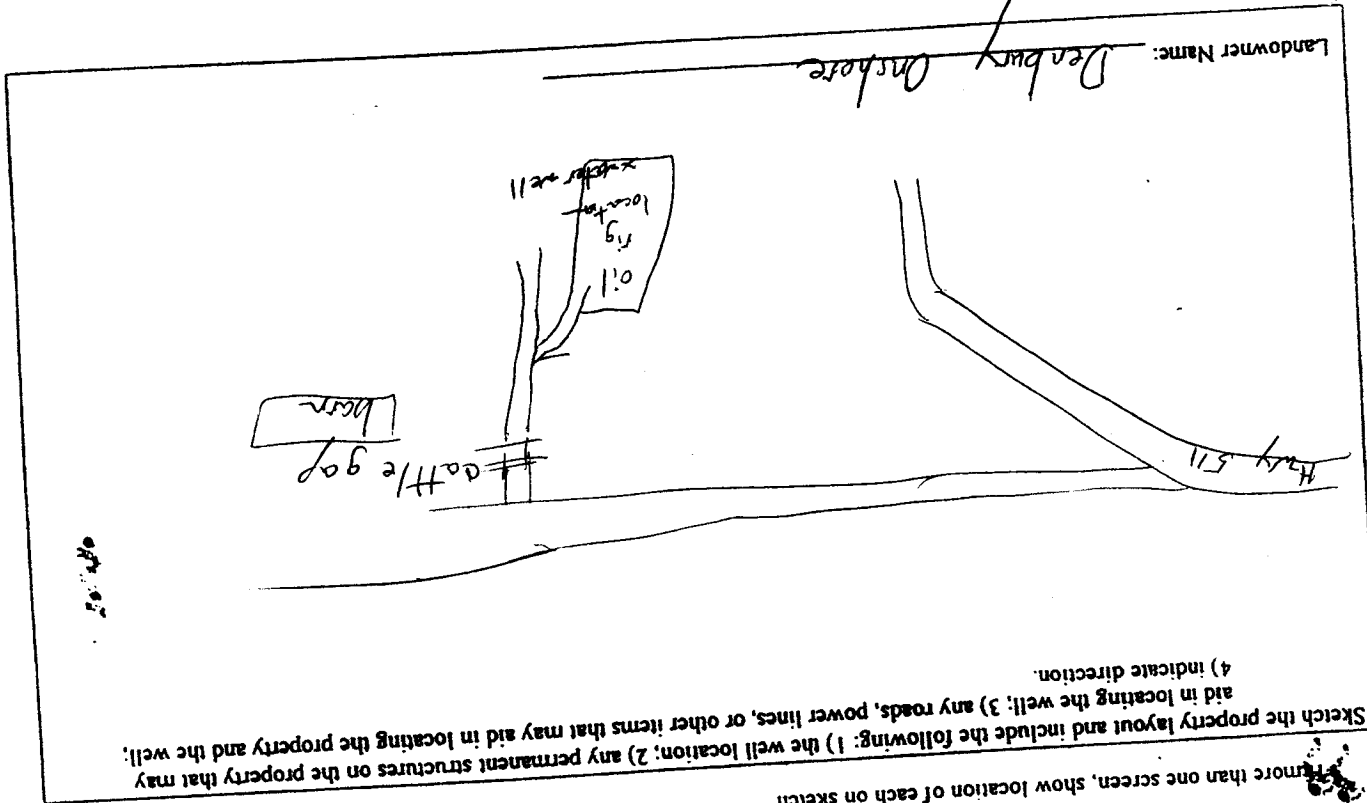 more than one screen, show location of each on sketch
Sketch the property layout and include the following: 1) the well location; 2) any permanent structures on the property that may
aid in locating the well; 3) any roads, power lines, or other items that may aid in locating the property and the well;
4) indicate direction.
Hwy 511
cattle gap
barn
oil
rig
location
x water well
Landowner Name: Denbury Onshore